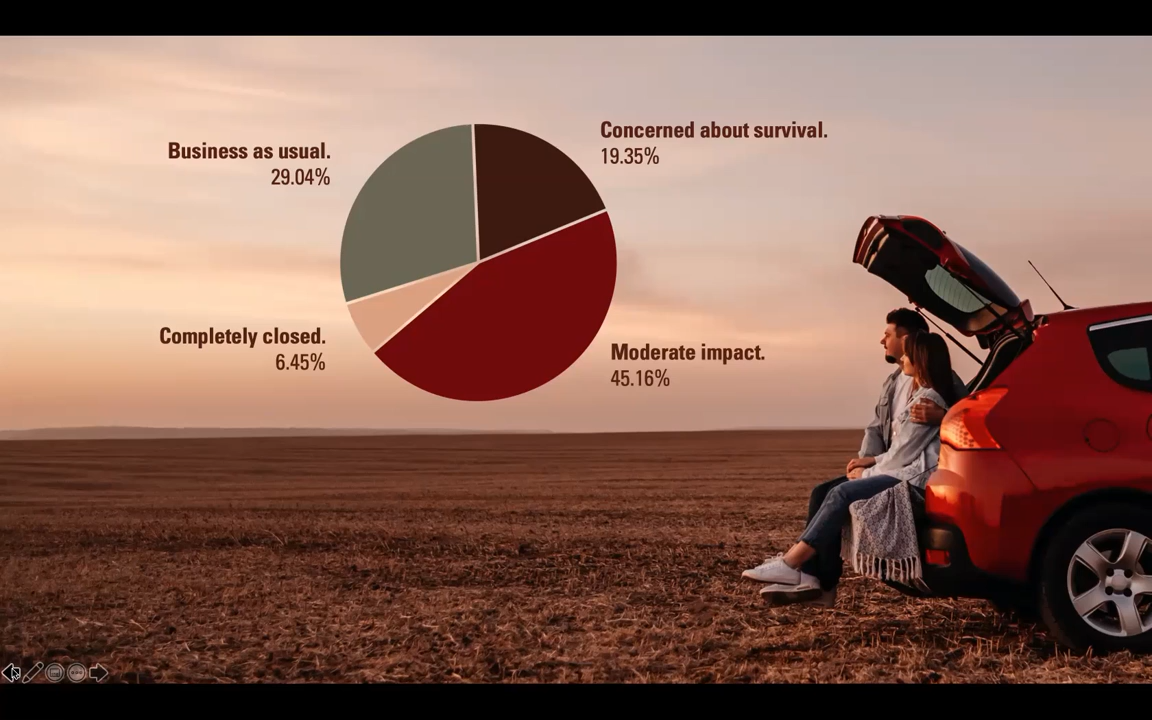 Business as usual.
29.04%
Concerned about survival.
19.35%
Completely closed.
6.45%
Moderate impact.
45.16%